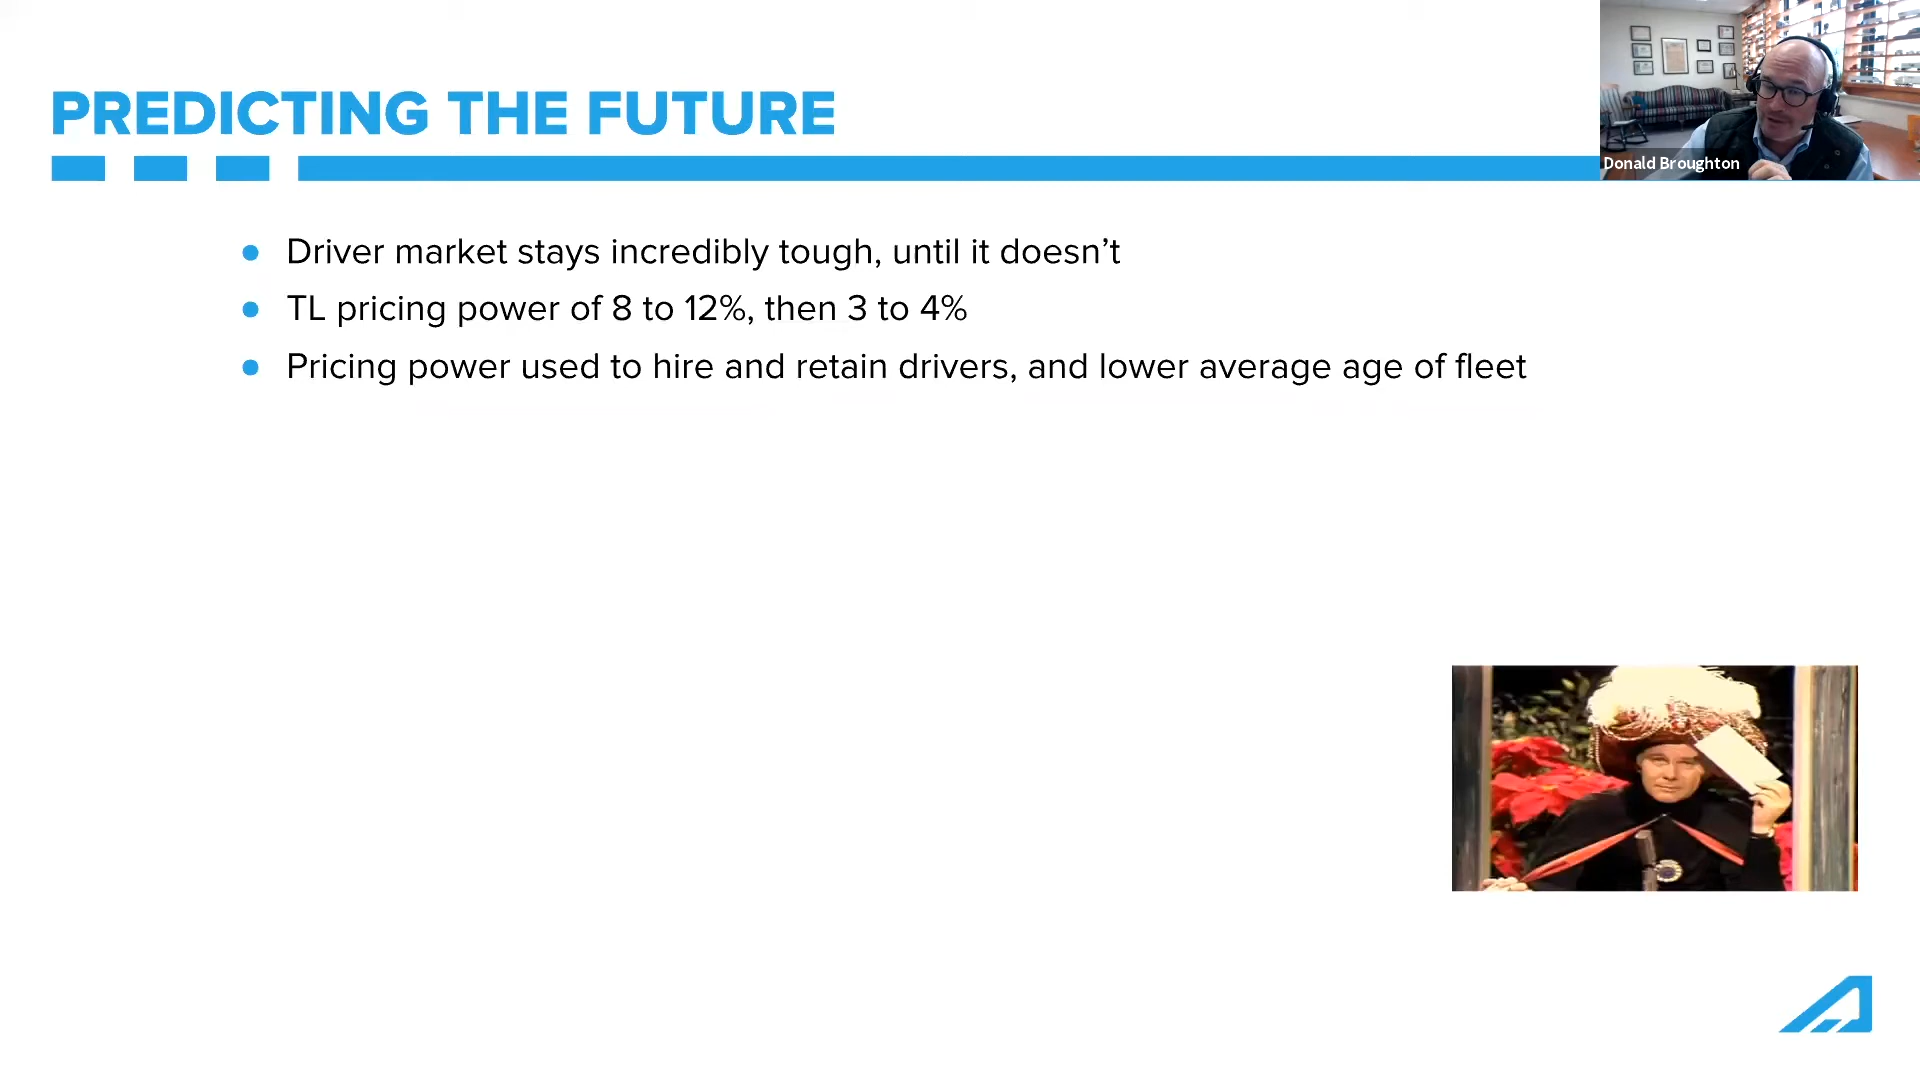 PREDICTING THE FUTURE
Donald Broughton
Driver market stays incredibly tough, until it doesn’t
TL pricing power of 8 to 12%, then 3 to 4%
Pricing power used to hire and retain drivers, and lower average age of fleet